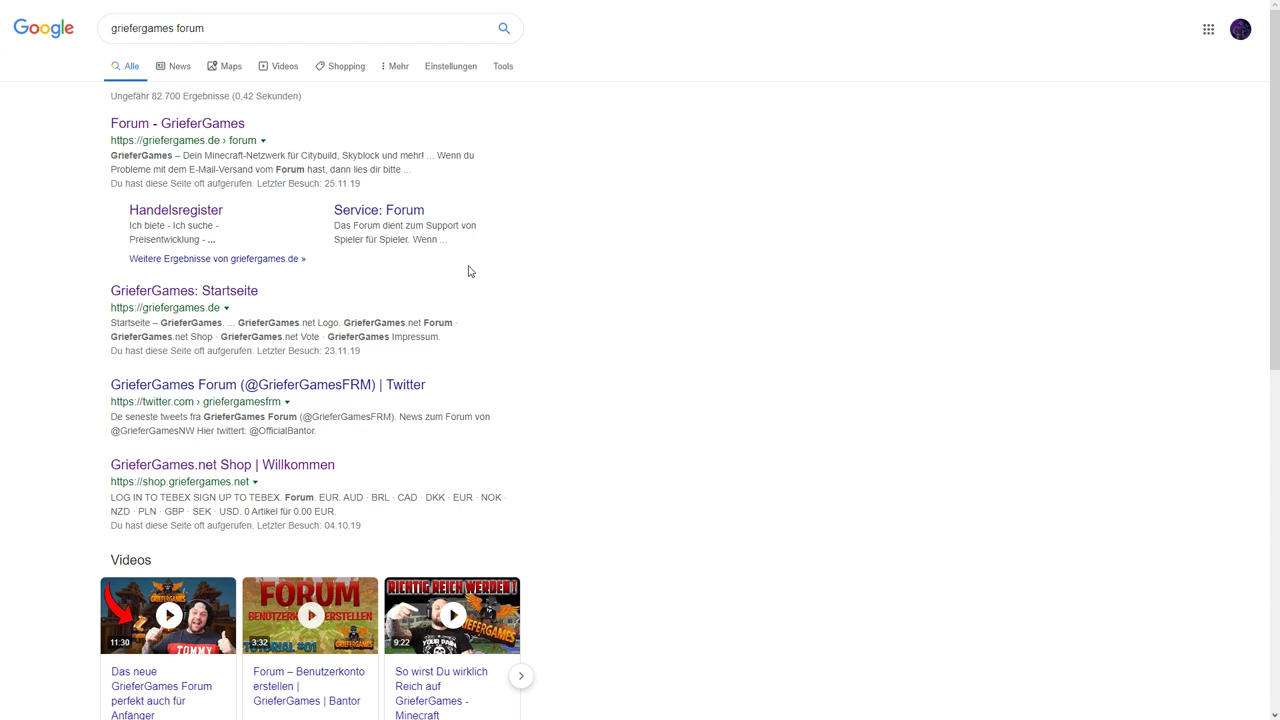 Google
griefergames forum
Alle News Maps Videos Shopping Mehr Einstellungen Tools
Ungefähr 82.700 Ergebnisse (0,42 Sekunden)
Forum - GrieferGames
https://griefergames.de › forum
GrieferGames – Dein Minecraft-Netzwerk für Citybuild, Skyblock und mehr! ... Wenn du
Probleme mit dem E-Mail-Versand vom Forum hast, dann lies dir bitte ...
Du hast diese Seite oft aufgerufen. Letzter Besuch: 25.11.19
Handelsregister
Ich biete - Ich suche -
Preisentwicklung - ...
Service: Forum
Das Forum dient zum Support von
Spieler für Spieler. Wenn ...
Weitere Ergebnisse von griefergames.de »
GrieferGames: Startseite
https://griefergames.de
Startseite – GrieferGames. ... GrieferGames.net Logo. GrieferGames.net Forum ·
GrieferGames.net Shop · GrieferGames.net Vote · GrieferGames Impressum.
Du hast diese Seite oft aufgerufen. Letzter Besuch: 23.11.19
GrieferGames Forum (@GrieferGamesFRM) | Twitter
https://twitter.com › griefergamesfrm
De seneste tweets fra GrieferGames Forum (@GrieferGamesFRM). News zum Forum von
@GrieferGamesNW Hier twittert: @OfficialBantor.
GrieferGames.net Shop | Willkommen
https://shop.griefergames.net
LOG IN TO TEBEX SIGN UP TO TEBEX. Forum. EUR. AUD · BRL · CAD · DKK · EUR · NOK ·
NZD · PLN · GBP · SEK · USD. 0 Artikel für 0.00 EUR.
Du hast diese Seite oft aufgerufen. Letzter Besuch: 04.10.19
Videos
GRIEFERGAMES
TOMMY
11:30
FORUM
ERSTELLEN
TUTORIAL #01
GRIEFERGAMES
3:32
RICHTIG REICH WERDEN!
YOUR PAIN
9:22
Das neue
GrieferGames Forum
perfekt auch für
Anfänger
Forum – Benutzerkonto
erstellen |
GrieferGames | Bantor
So wirst Du wirklich
Reich auf
GrieferGames -
Minecraft